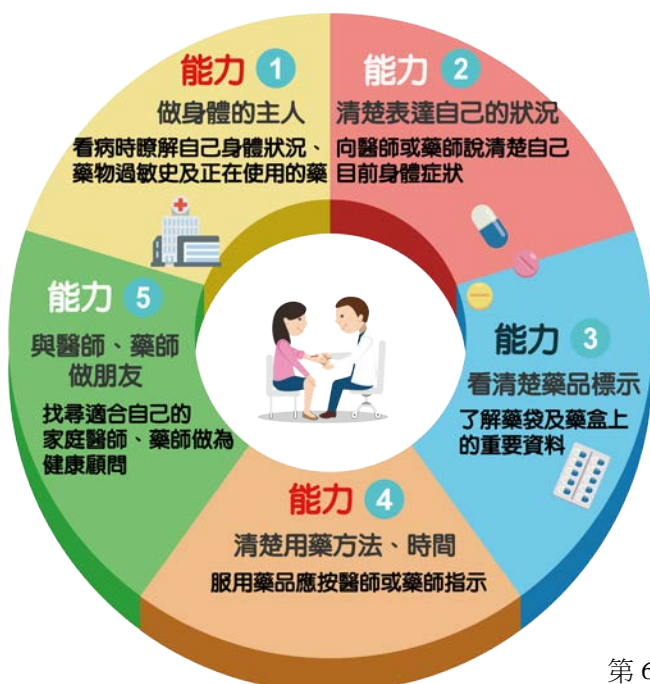 能力 1
做身體的主人
看病時瞭解自己身體狀況、
藥物過敏史及正在使用的藥
能力 2
清楚表達自己的狀況
向醫師或藥師說清楚自己
目前身體症狀
能力 3
看清楚藥品標示
了解藥袋及藥盒上
的重要資料
能力 4
清楚用藥方法、時間
服用藥品應按醫師或藥師指示
能力 5
與醫師、藥師
做朋友
找尋適合自己的
家庭醫師、藥師做為
健康顧問
第 6